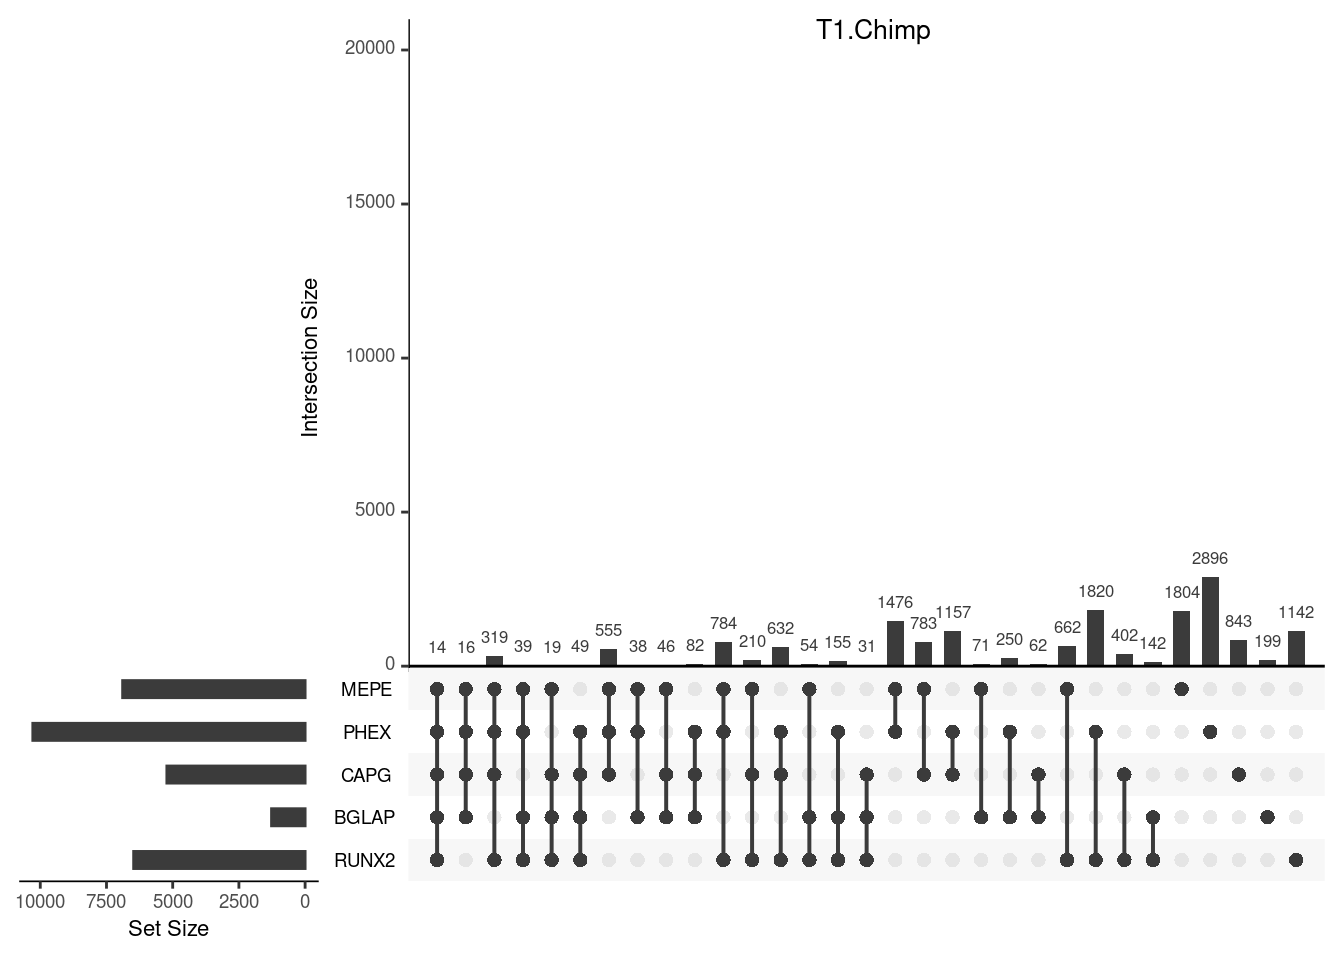 T1.Chimp
20000
15000
10000
5000
0
Intersection Size
14 16 319 39 19 49 555 38 46 82 784 210 632 54 155 31 1476 783 1157 71 250 62 662 1820 402 142 1804 2896 843 199 1142
MEPE
PHEX
CAPG
BGLAP
RUNX2
10000 7500 5000 2500 0
Set Size